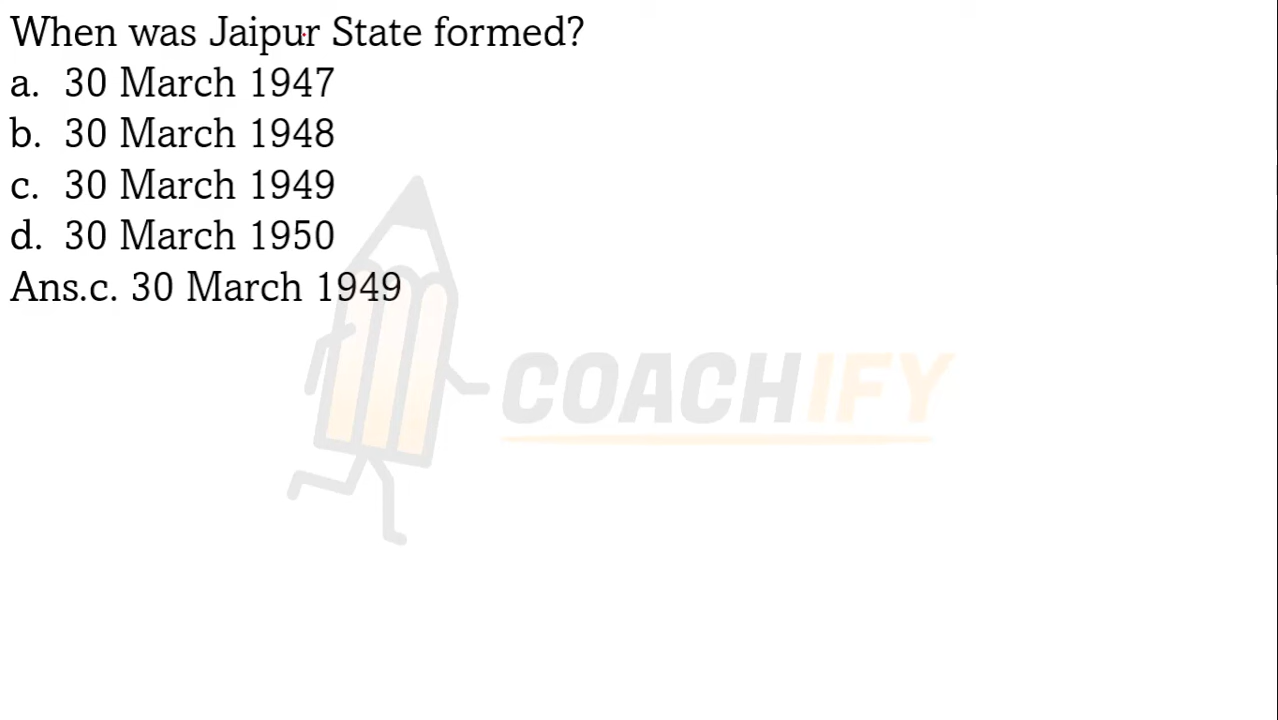 When was Jaipur State formed?
a. 30 March 1947
b. 30 March 1948
c. 30 March 1949
d. 30 March 1950
Ans.c. 30 March 1949
COACHIFY